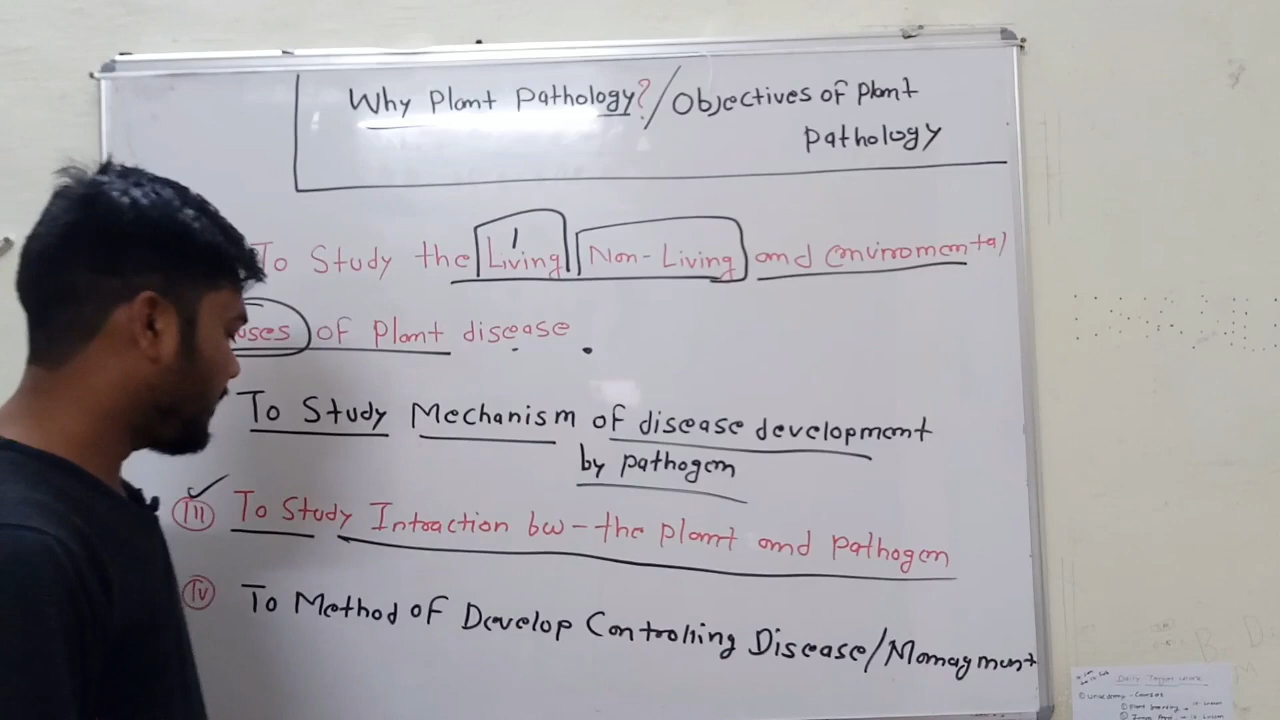 Why Plant Pathology?/Objectives of Plant
Pathology
To Study the Living Non-Living and enviromental
uses of plant disease.
To Study Mechanism of disease development
by pathogen
III To Study Intraction bw - the plant and pathogen
IV To Method of Develop Controlling Disease/Managment